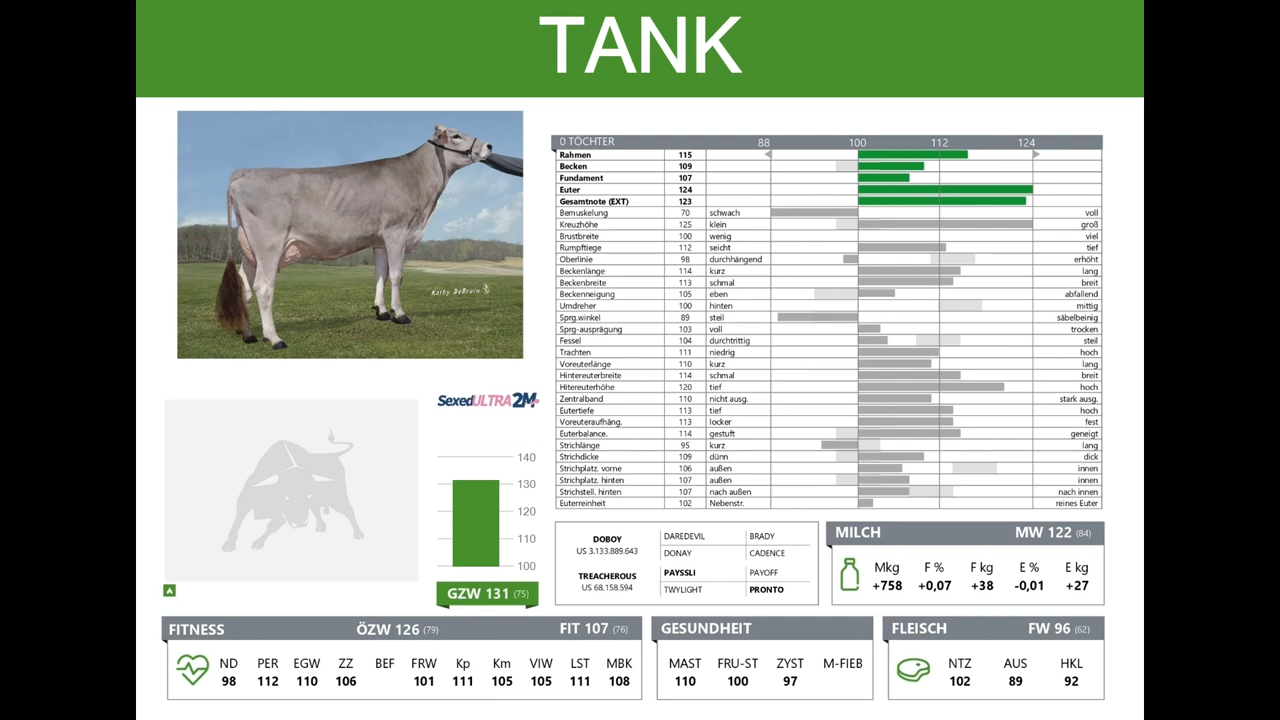 TANK
Kathy DeBruin
SexedULTRA2M
140
130
120
110
100
GZW 131 (75)
0 TÖCHTER 88 100 112 124
Rahmen 115
Becken 109
Fundament 107
Euter 124
Gesamtnote (EXT) 123
Bemuskelung 70 schwach voll
Kreuzhöhe 125 klein groß
Brustbreite 100 wenig viel
Rumpftiege 112 seicht tief
Oberlinie 98 durchhängend erhöht
Beckenlänge 114 kurz lang
Beckenbreite 113 schmal breit
Beckenneigung 105 eben abfallend
Umdreher 100 hinten mittig
Sprg.winkel 89 steil säbelbeinig
Sprg-ausprägung 103 voll trocken
Fessel 104 durchtrittig steil
Trachten 111 niedrig hoch
Voreuterlänge 110 kurz lang
Hintereuterbreite 114 schmal breit
Hitereuterhöhe 120 tief hoch
Zentralband 110 nicht ausg. stark ausg.
Eutertiefe 113 tief hoch
Voreuteraufhäng. 113 locker fest
Euterbalance. 114 gestuft geneigt
Strichlänge 95 kurz lang
Strichdicke 109 dünn dick
Strichplatz. vorne 106 außen innen
Strichplatz. hinten 107 außen innen
Strichstell. hinten 107 nach außen nach innen
Euterreinheit 102 Nebenstr. reines Euter
DOBOY
US 3.133.889.643
DAREDEVIL BRADY
DONAY CADENCE
TREACHEROUS
US 68.158.594
PAYSSLI PAYOFF
TWYLIGHT PRONTO
MILCH MW 122 (84)
Mkg F % F kg E % E kg
+758 +0,07 +38 -0,01 +27
FITNESS ÖZW 126 (79) FIT 107 (76)
ND PER EGW ZZ BEF FRW Kp Km VIW LST MBK
98 112 110 106 101 111 105 105 111 108
GESUNDHEIT
MAST FRU-ST ZYST M-FIEB
110 100 97
FLEISCH FW 96 (62)
NTZ AUS HKL
102 89 92